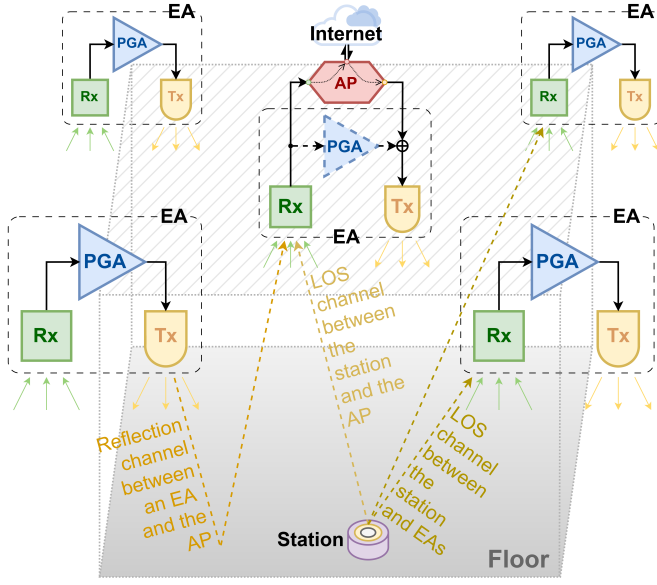 EA
EA
PGA
PGA
Internet
Rx
Tx
AP
Rx
Tx
PGA
Rx
EA
EA
EA
PGA
PGA
Rx
Tx
Rx
Tx
LOS
channel
between
the
station
and the
AP
Reflection
channel
between
an EA
and the
AP
LOS
channel
between
the
station
and EAs
Station
Floor